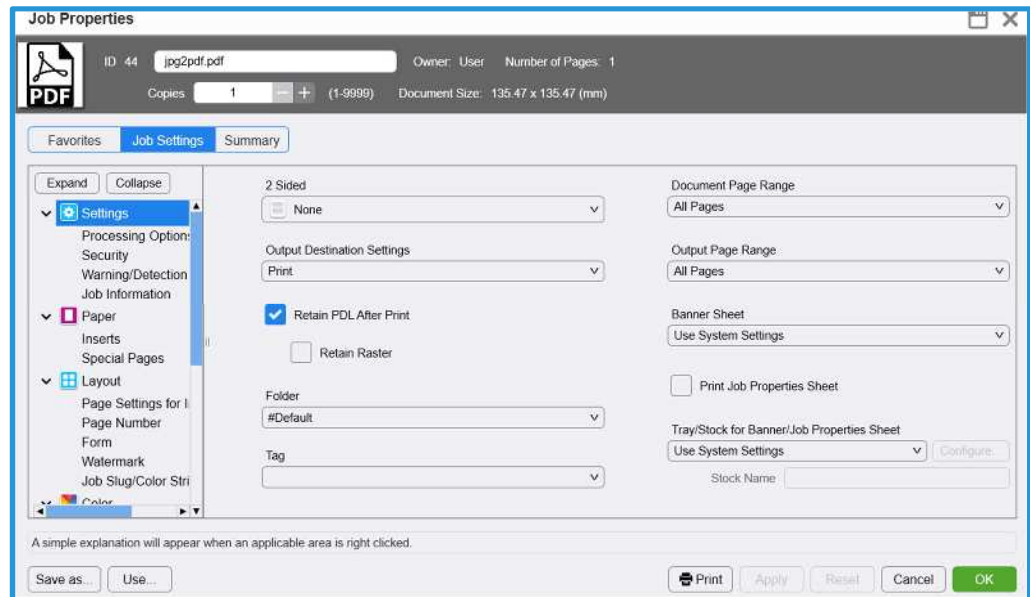 Job Properties
PDF
ID 44 jpg2pdf.pdf Owner: User Number of Pages: 1
Copies 1 − + (1-9999) Document Size: 135.47 x 135.47 (mm)
Favorites Job Settings Summary
Expand Collapse
Settings
Processing Option
Security
Warning/Detection
Job Information
Paper
Inserts
Special Pages
Layout
Page Settings for
Page Number
Form
Watermark
Job Slug/Color Stri
Color
2 Sided
None
Output Destination Settings
Print
Retain PDL After Print
Retain Raster
Folder
#Default
Tag
Document Page Range
All Pages
Output Page Range
All Pages
Banner Sheet
Use System Settings
Print Job Properties Sheet
Tray/Stock for Banner/Job Properties Sheet
Use System Settings Configure.
Stock Name
A simple explanation will appear when an applicable area is right clicked.
Save as... Use... Print Apply Reset Cancel OK